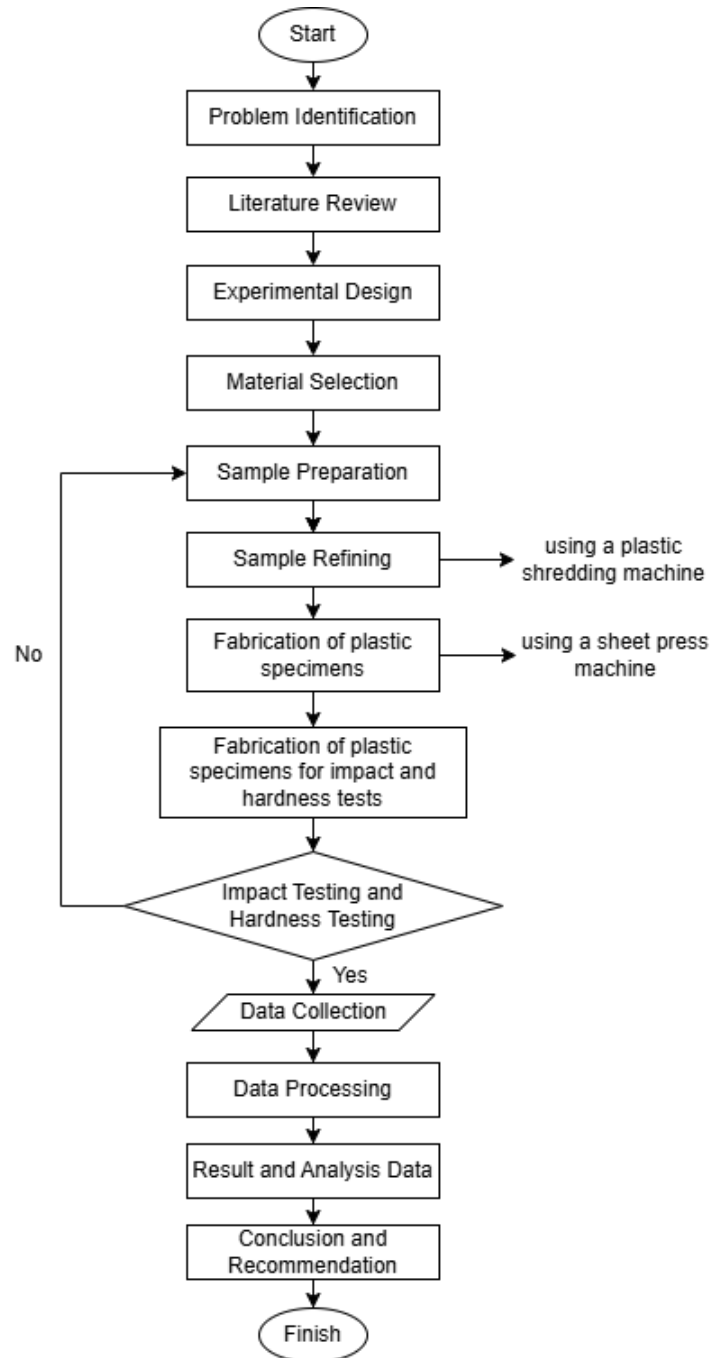 Start
Problem Identification
Literature Review
Experimental Design
Material Selection
Sample Preparation
Sample Refining
using a plastic
shredding machine
No
Fabrication of plastic
specimens
using a sheet press
machine
Fabrication of plastic
specimens for impact and
hardness tests
Impact Testing and
Hardness Testing
Yes
Data Collection
Data Processing
Result and Analysis Data
Conclusion and
Recommendation
Finish